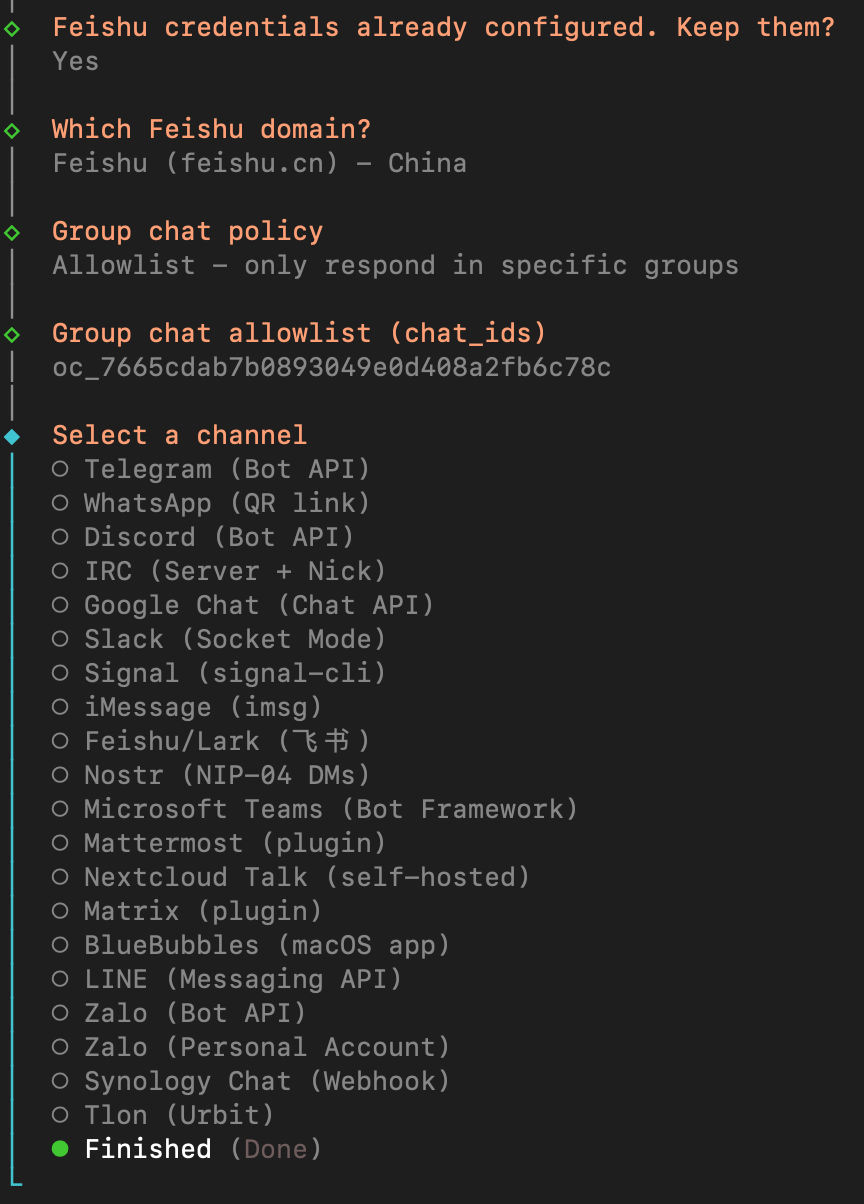 Feishu credentials already configured. Keep them?
Yes
Which Feishu domain?
Feishu (feishu.cn) – China
Group chat policy
Allowlist – only respond in specific groups
Group chat allowlist (chat_ids)
oc_7665cdab7b0893049e0d408a2fb6c78c
Select a channel
Telegram (Bot API)
WhatsApp (QR link)
Discord (Bot API)
IRC (Server + Nick)
Google Chat (Chat API)
Slack (Socket Mode)
Signal (signal-cli)
iMessage (imsg)
Feishu/Lark (飞书)
Nostr (NIP-04 DMs)
Microsoft Teams (Bot Framework)
Mattermost (plugin)
Nextcloud Talk (self-hosted)
Matrix (plugin)
BlueBubbles (macOS app)
LINE (Messaging API)
Zalo (Bot API)
Zalo (Personal Account)
Synology Chat (Webhook)
Tlon (Urbit)
Finished (Done)